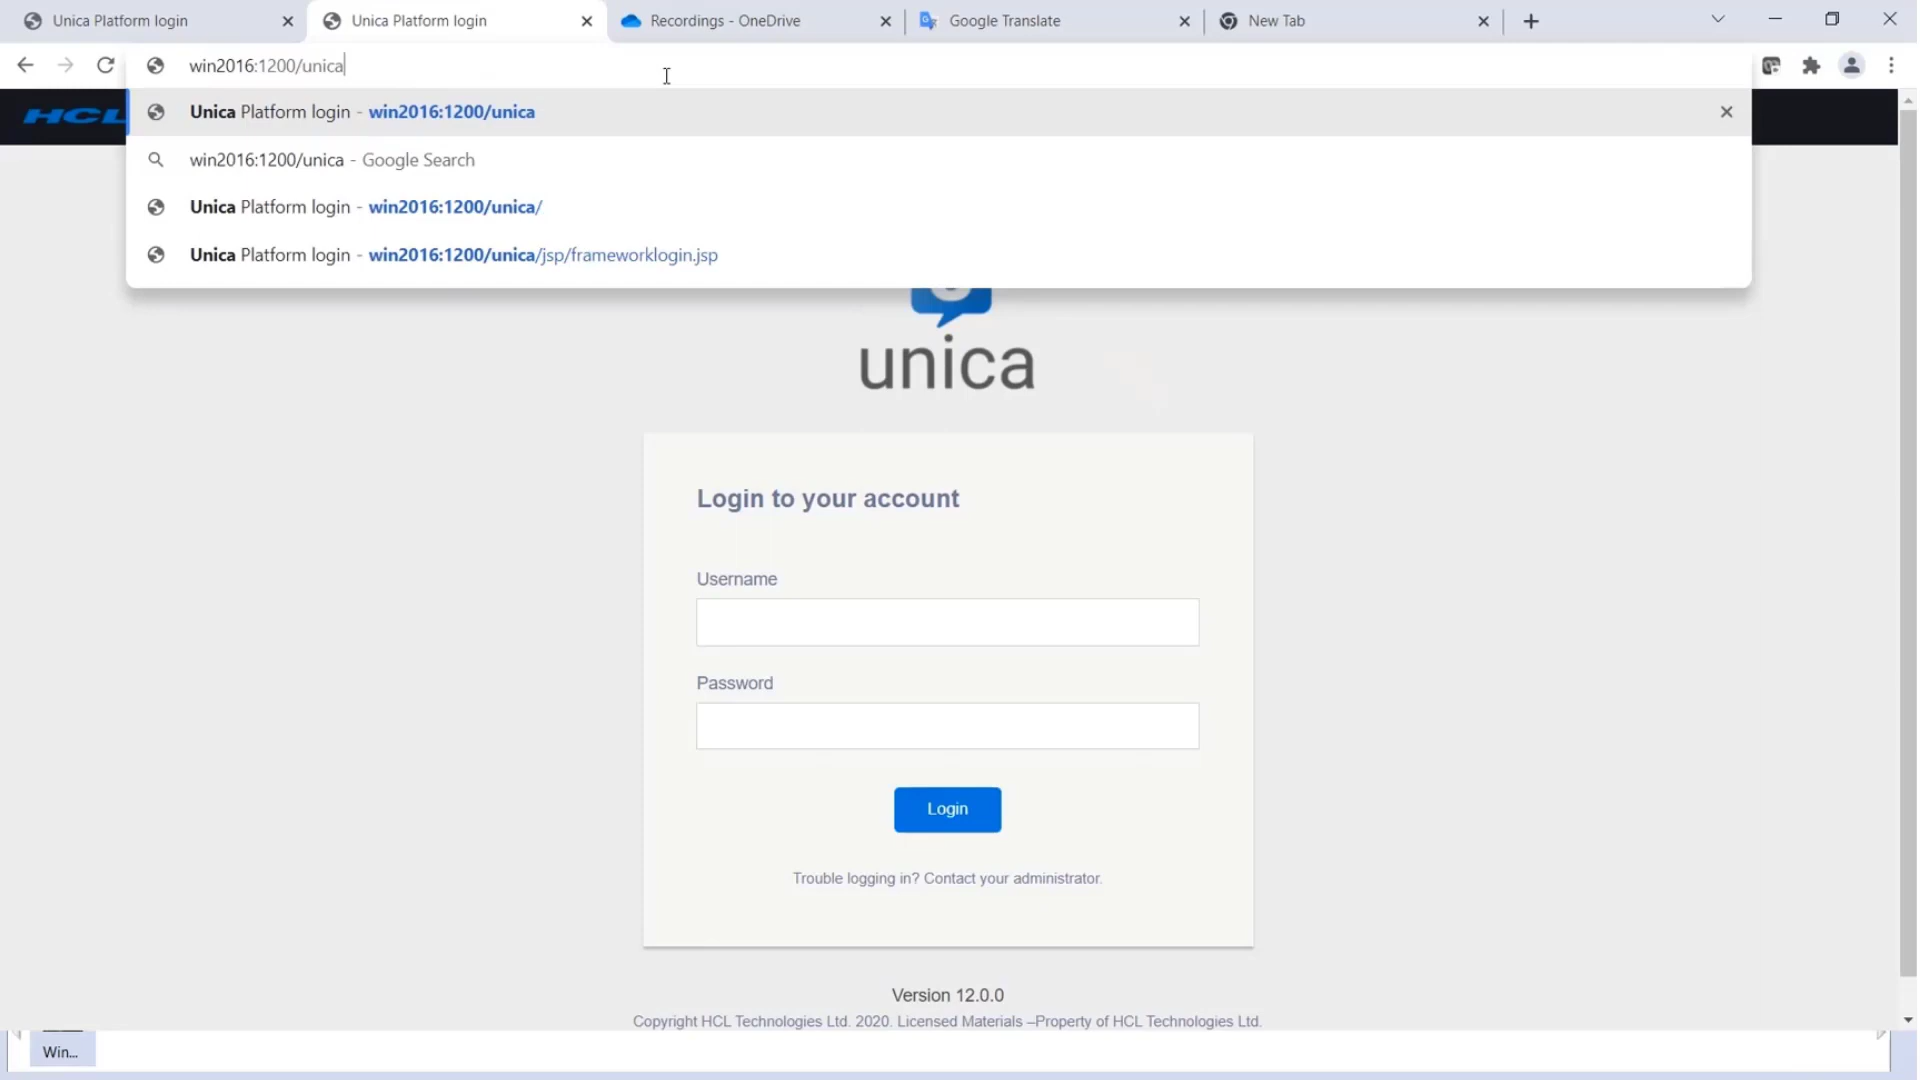 Unica Platform login
Unica Platform login
Recordings - OneDrive
Google Translate
New Tab
win2016:1200/unica
HCL
Unica Platform login - win2016:1200/unica
win2016:1200/unica - Google Search
Unica Platform login - win2016:1200/unica/
Unica Platform login - win2016:1200/unica/jsp/frameworklogin.jsp
unica
Login to your account
Username
Password
Login
Trouble logging in? Contact your administrator.
Version 12.0.0
Copyright HCL Technologies Ltd. 2020. Licensed Materials –Property of HCL Technologies Ltd.
Win...